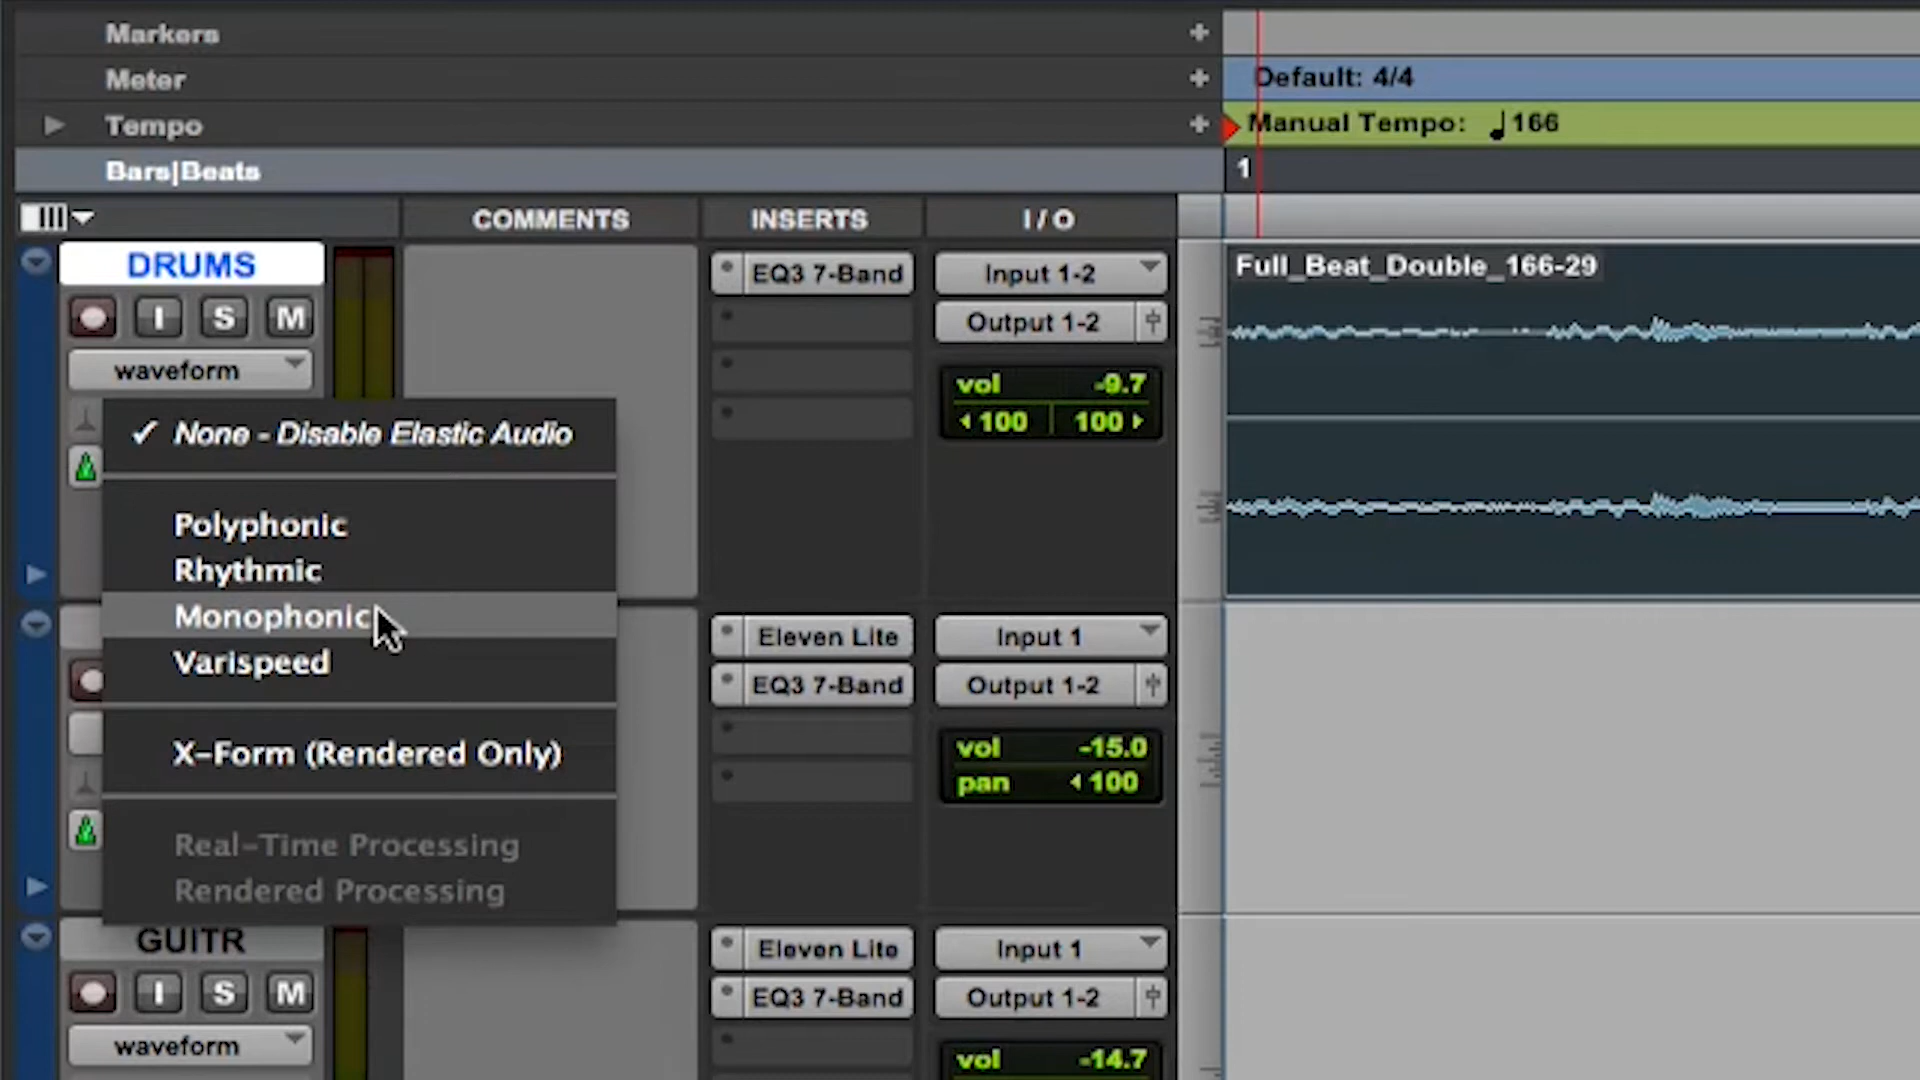 Markers
Meter
Default: 4/4
Tempo
Manual Tempo: ♩166
Bars|Beats
1
COMMENTS
INSERTS
I / O
DRUMS
I S M
waveform
EQ3 7-Band
Input 1-2
Output 1-2
vol -9.7
100 100
Full_Beat_Double_166-29
✓ None - Disable Elastic Audio
Polyphonic
Rhythmic
Monophonic
Varispeed
X-Form (Rendered Only)
Real-Time Processing
Rendered Processing
Eleven Lite
EQ3 7-Band
Input 1
Output 1-2
vol -15.0
pan 100
GUITR
I S M
waveform
Eleven Lite
EQ3 7-Band
Input 1
Output 1-2
vol -14.7